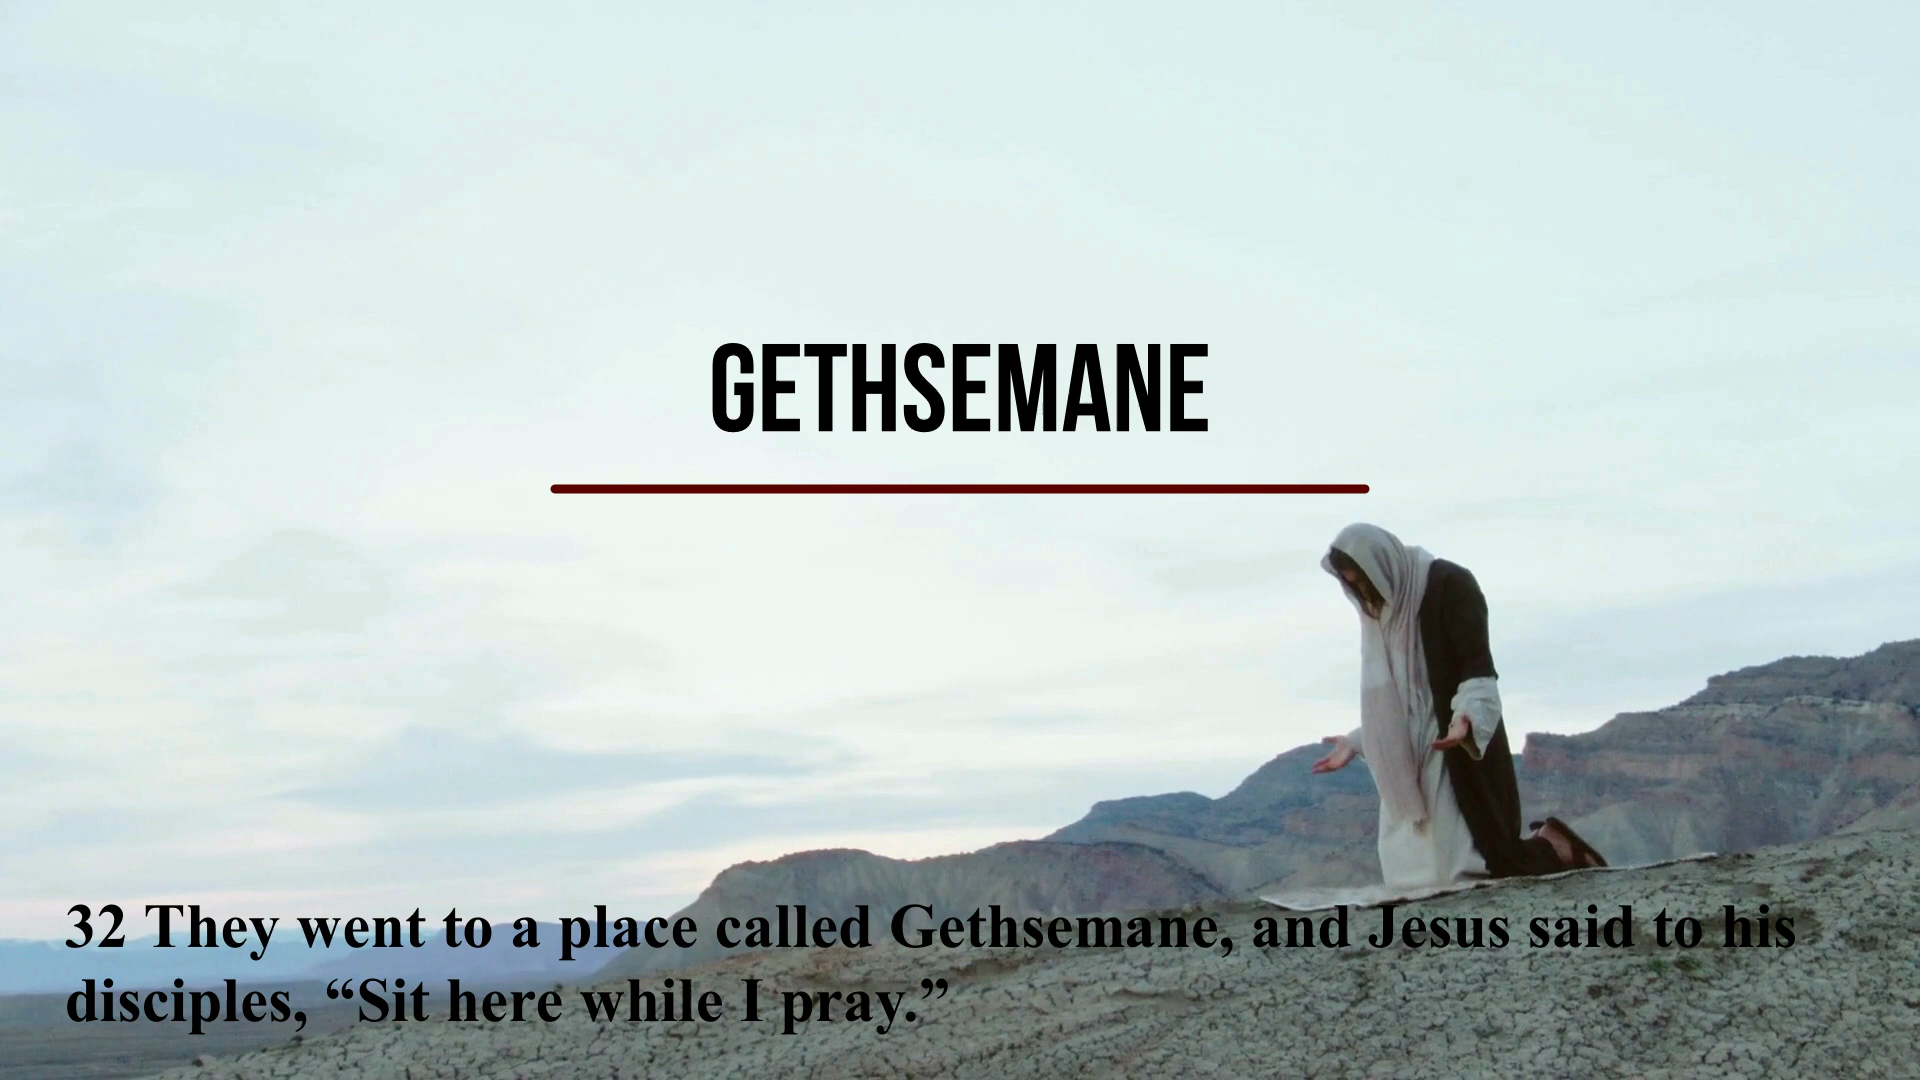 GETHSEMANE
32 They went to a place called Gethsemane, and Jesus said to his
disciples, “Sit here while I pray.”